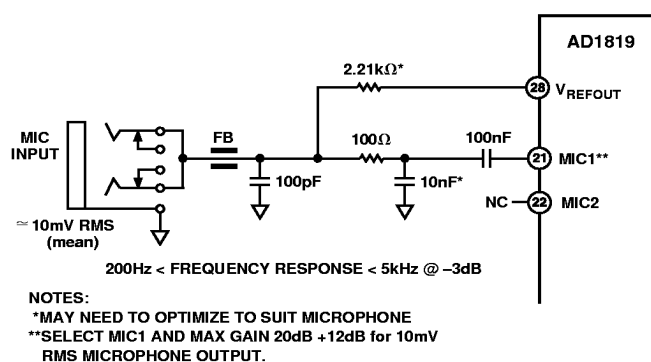 AD1819
2.21kΩ*
28
VREFOUT
MIC
INPUT
FB
100Ω
100nF
21
MIC1**
100pF
10nF*
NC
22
MIC2
≃ 10mV RMS
(mean)
200Hz < FREQUENCY RESPONSE < 5kHz @ –3dB
NOTES:
*MAY NEED TO OPTIMIZE TO SUIT MICROPHONE
**SELECT MIC1 AND MAX GAIN 20dB +12dB for 10mV
RMS MICROPHONE OUTPUT.